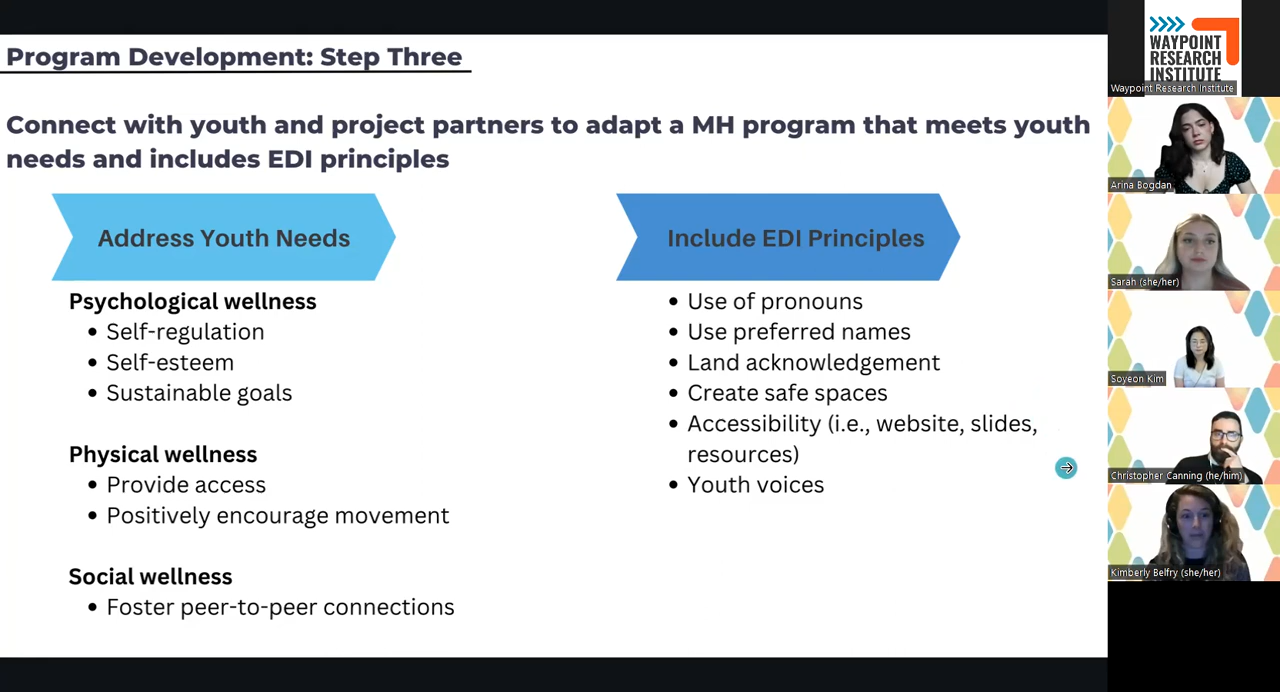 Program Development: Step Three
Connect with youth and project partners to adapt a MH program that meets youth
needs and includes EDI principles
Address Youth Needs
Psychological wellness
• Self-regulation
• Self-esteem
• Sustainable goals
Physical wellness
• Provide access
• Positively encourage movement
Social wellness
• Foster peer-to-peer connections
Include EDI Principles
• Use of pronouns
• Use preferred names
• Land acknowledgement
• Create safe spaces
• Accessibility (i.e., website, slides,
resources)
• Youth voices
WAYPOINT
RESEARCH
INSTITUTE
Waypoint Research Institute
Arina Bogdan
Sarah (she/her)
Soyeon Kim
Christopher Canning (he/him)
Kimberly Belfry (she/her)